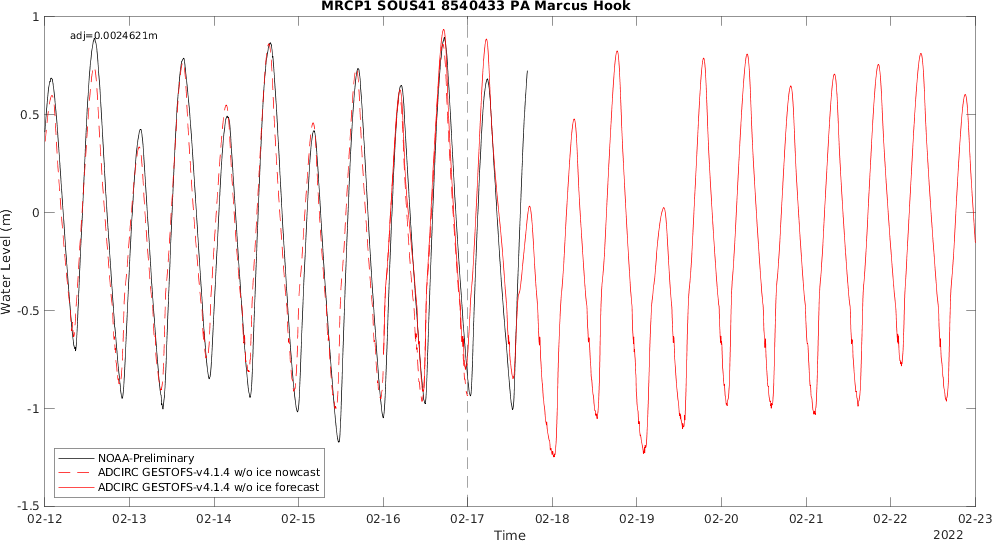 MRCP1 SOUS41 8540433 PA Marcus Hook
adj=0.0024621m
1
0.5
0
-0.5
-1
-1.5
Water Level (m)
NOAA-Preliminary
ADCIRC GESTOFS-v4.1.4 w/o ice nowcast
ADCIRC GESTOFS-v4.1.4 w/o ice forecast
02-12 02-13 02-14 02-15 02-16 02-17 02-18 02-19 02-20 02-21 02-22 02-23
Time
2022